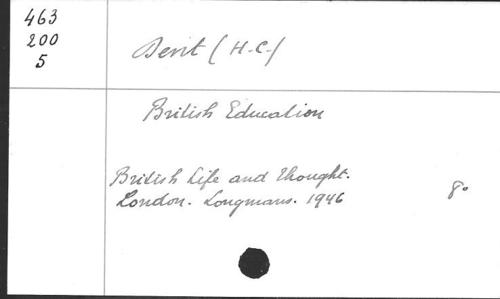 463
200
5
Dent (H.-C.-)
British Education
British Life and Thought.
London. Longmans. 1946
8°